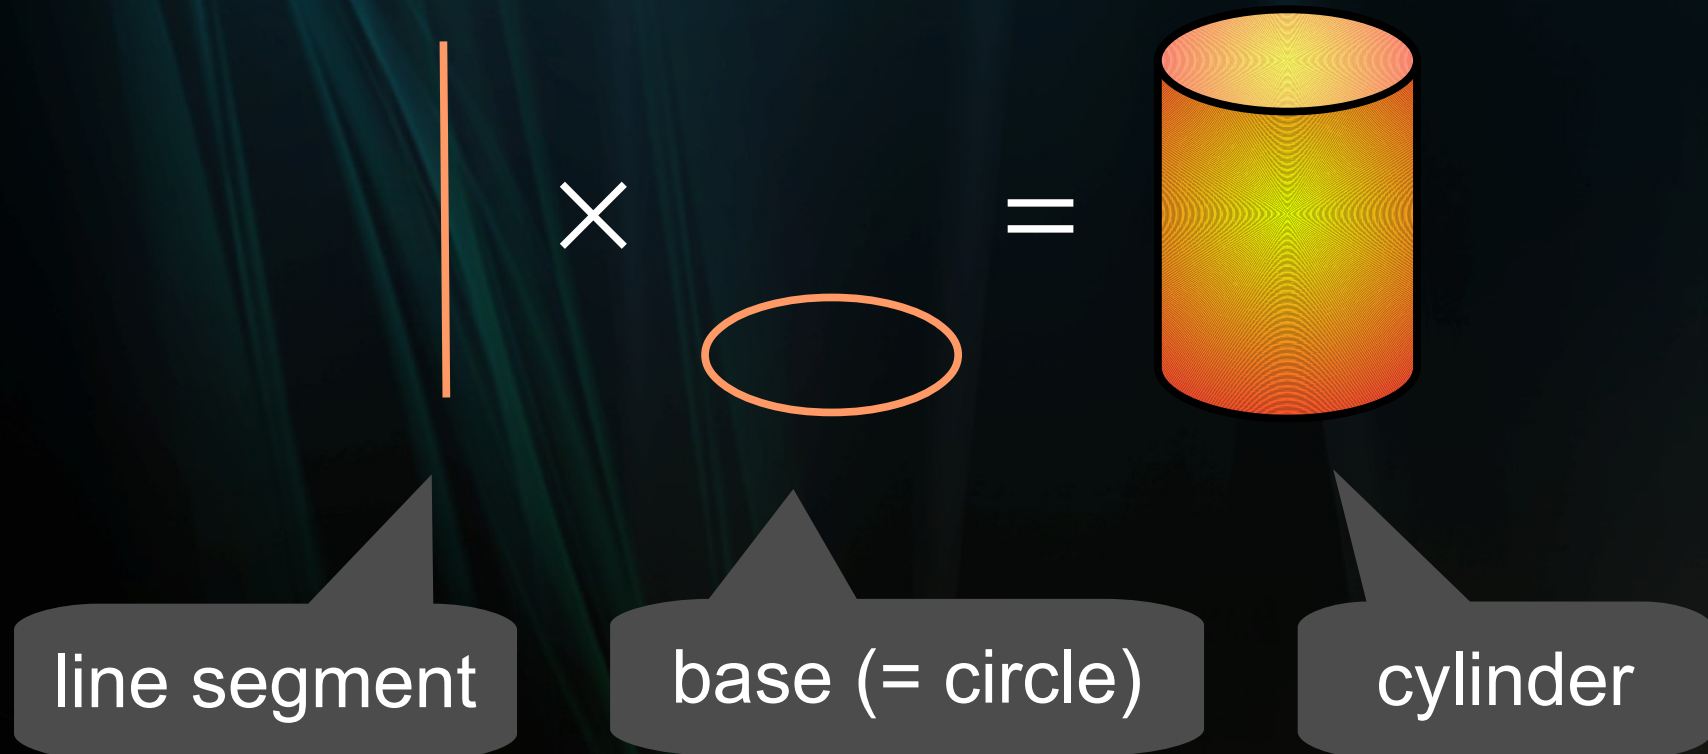 × =
line segment
base (= circle)
cylinder